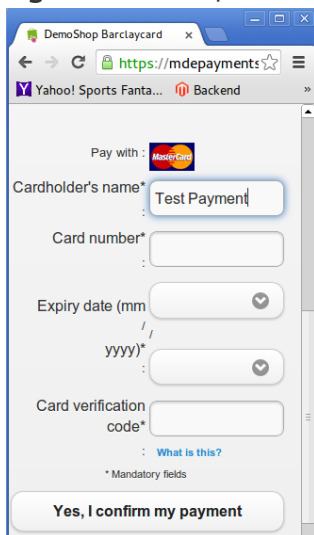 DemoShop Barclaycard
https://mdepayments
Yahoo! Sports Fanta... Backend »
Pay with : MasterCard
Cardholder's name* Test Payment
:
Card number*
:
Expiry date (mm
/ /
yyyy)*
:
Card verification
code*
: What is this?
* Mandatory fields
Yes, I confirm my payment